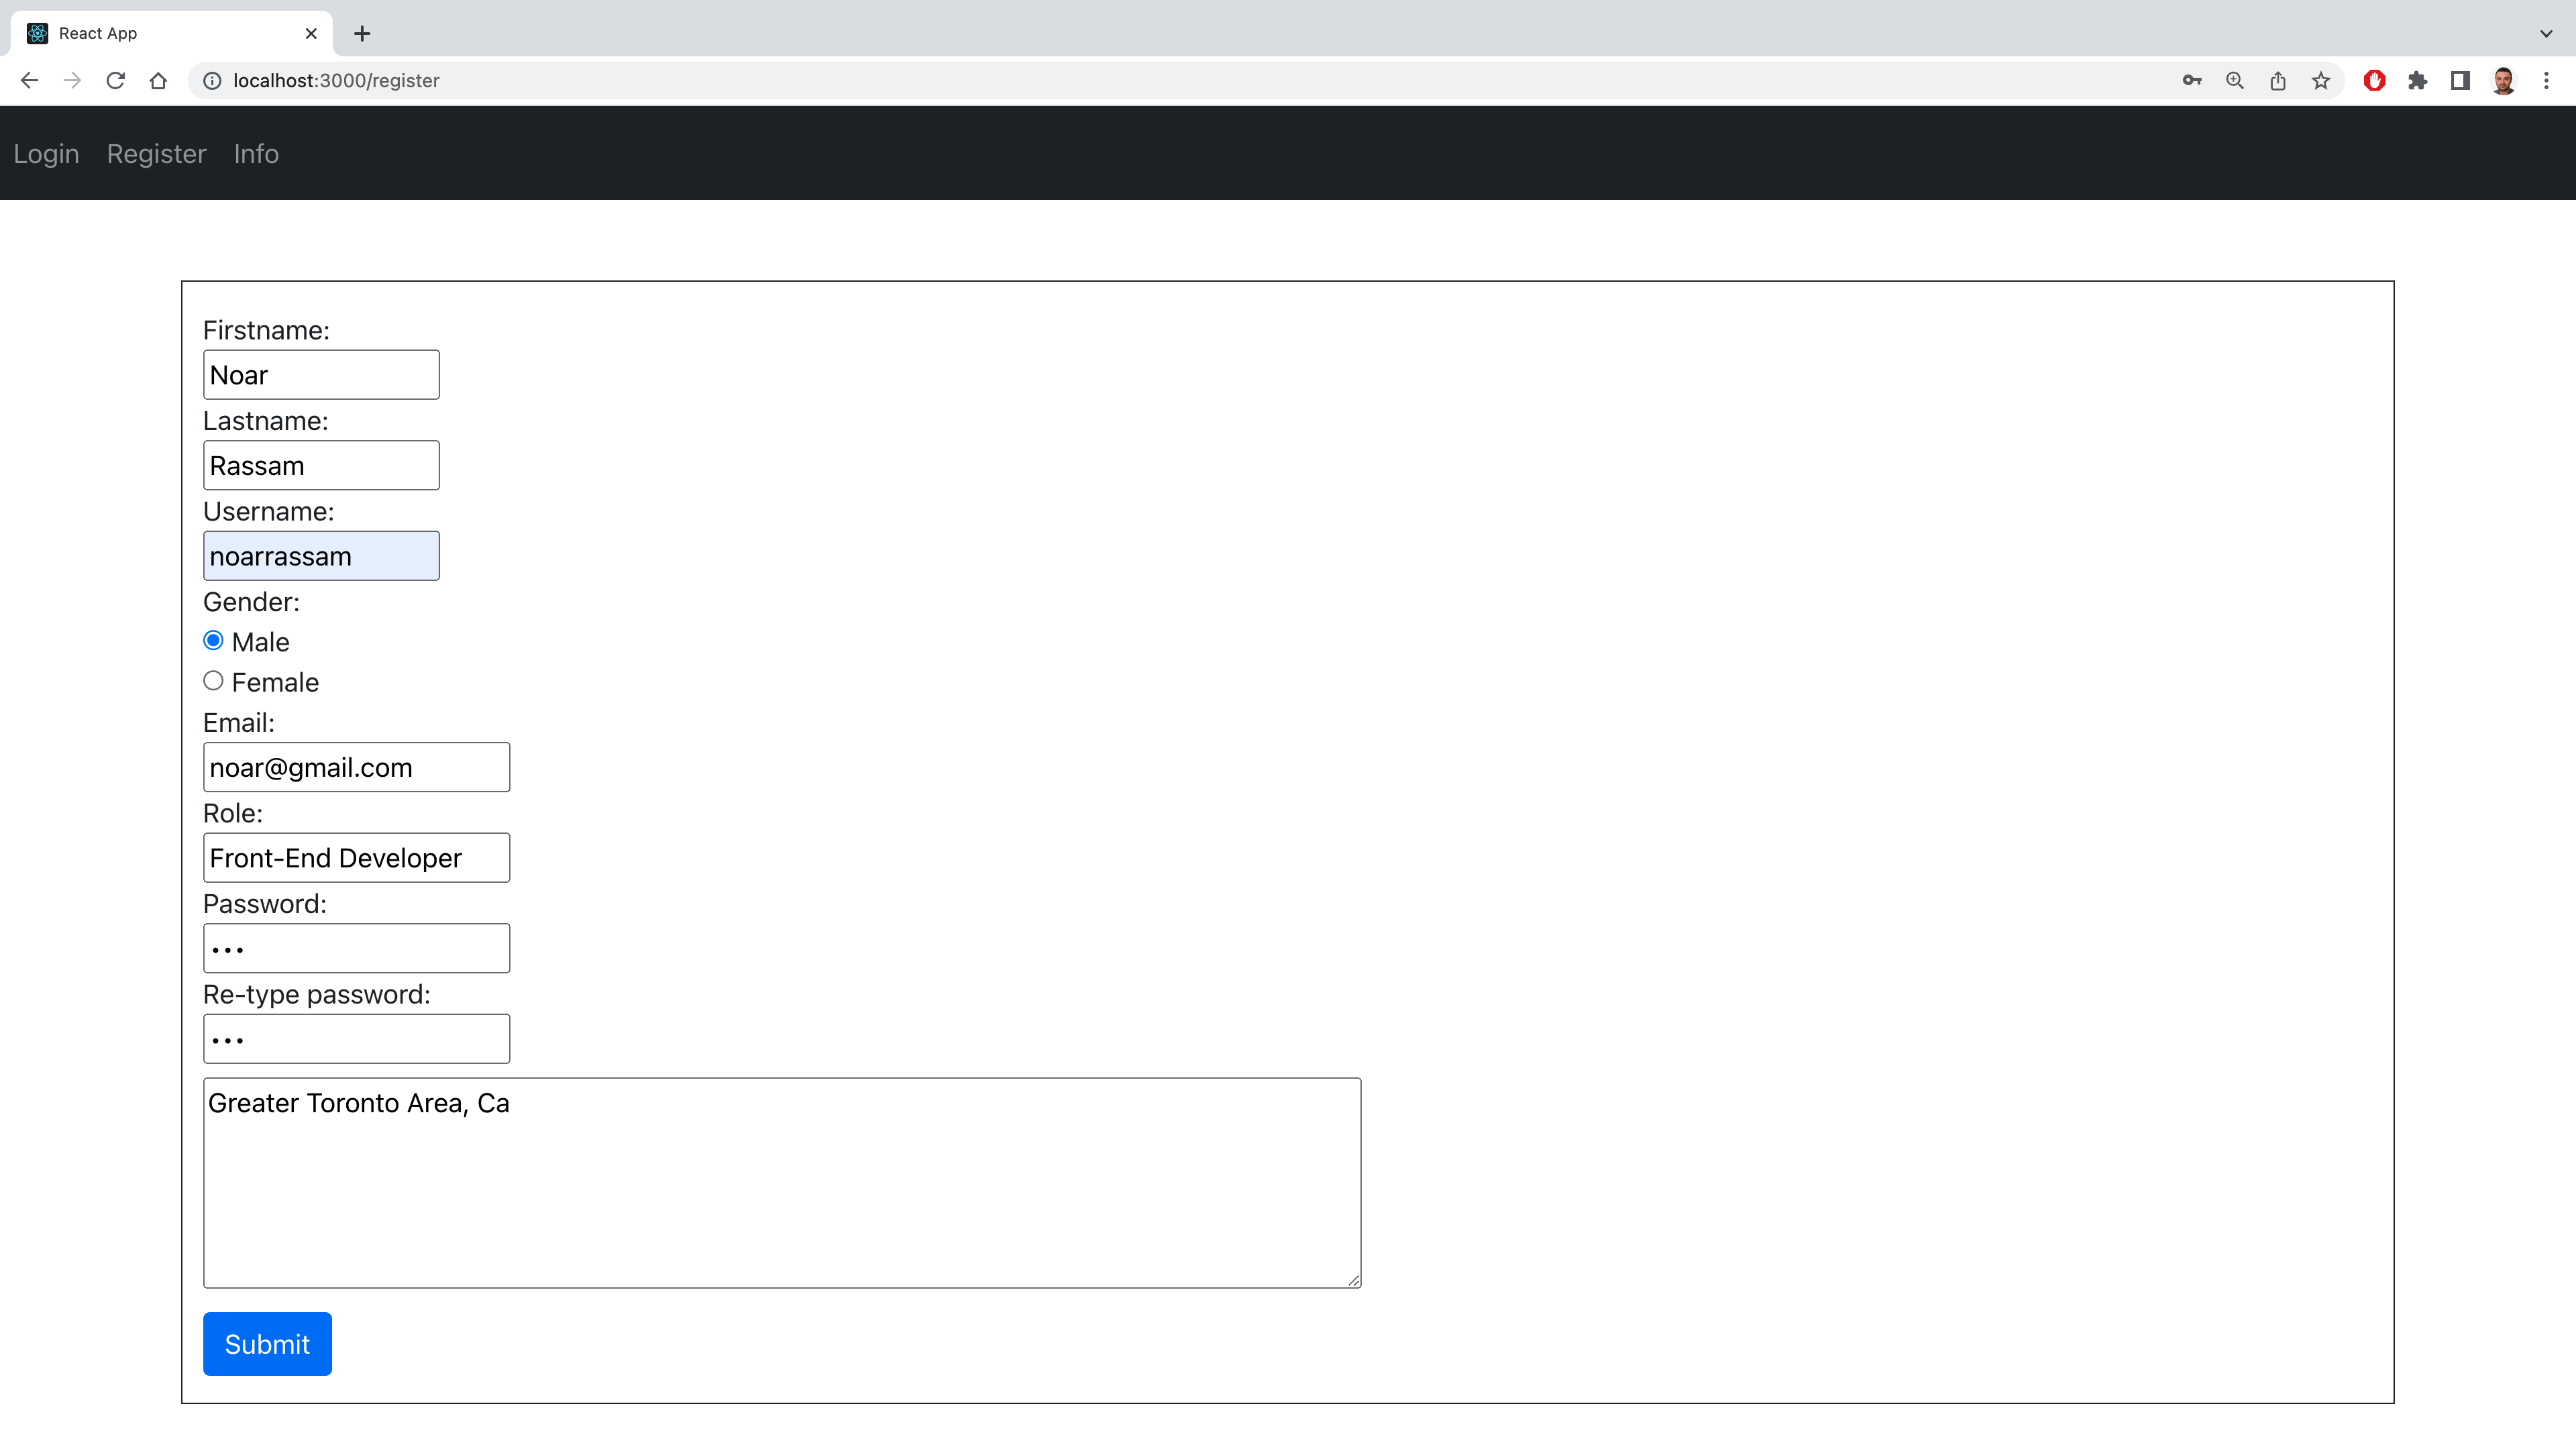 React App
localhost:3000/register
Login Register Info
Firstname:
Noar
Lastname:
Rassam
Username:
noarrassam
Gender:
Male
Female
Email:
noar@gmail.com
Role:
Front-End Developer
Password:
•••
Re-type password:
•••
Greater Toronto Area, Ca
Submit